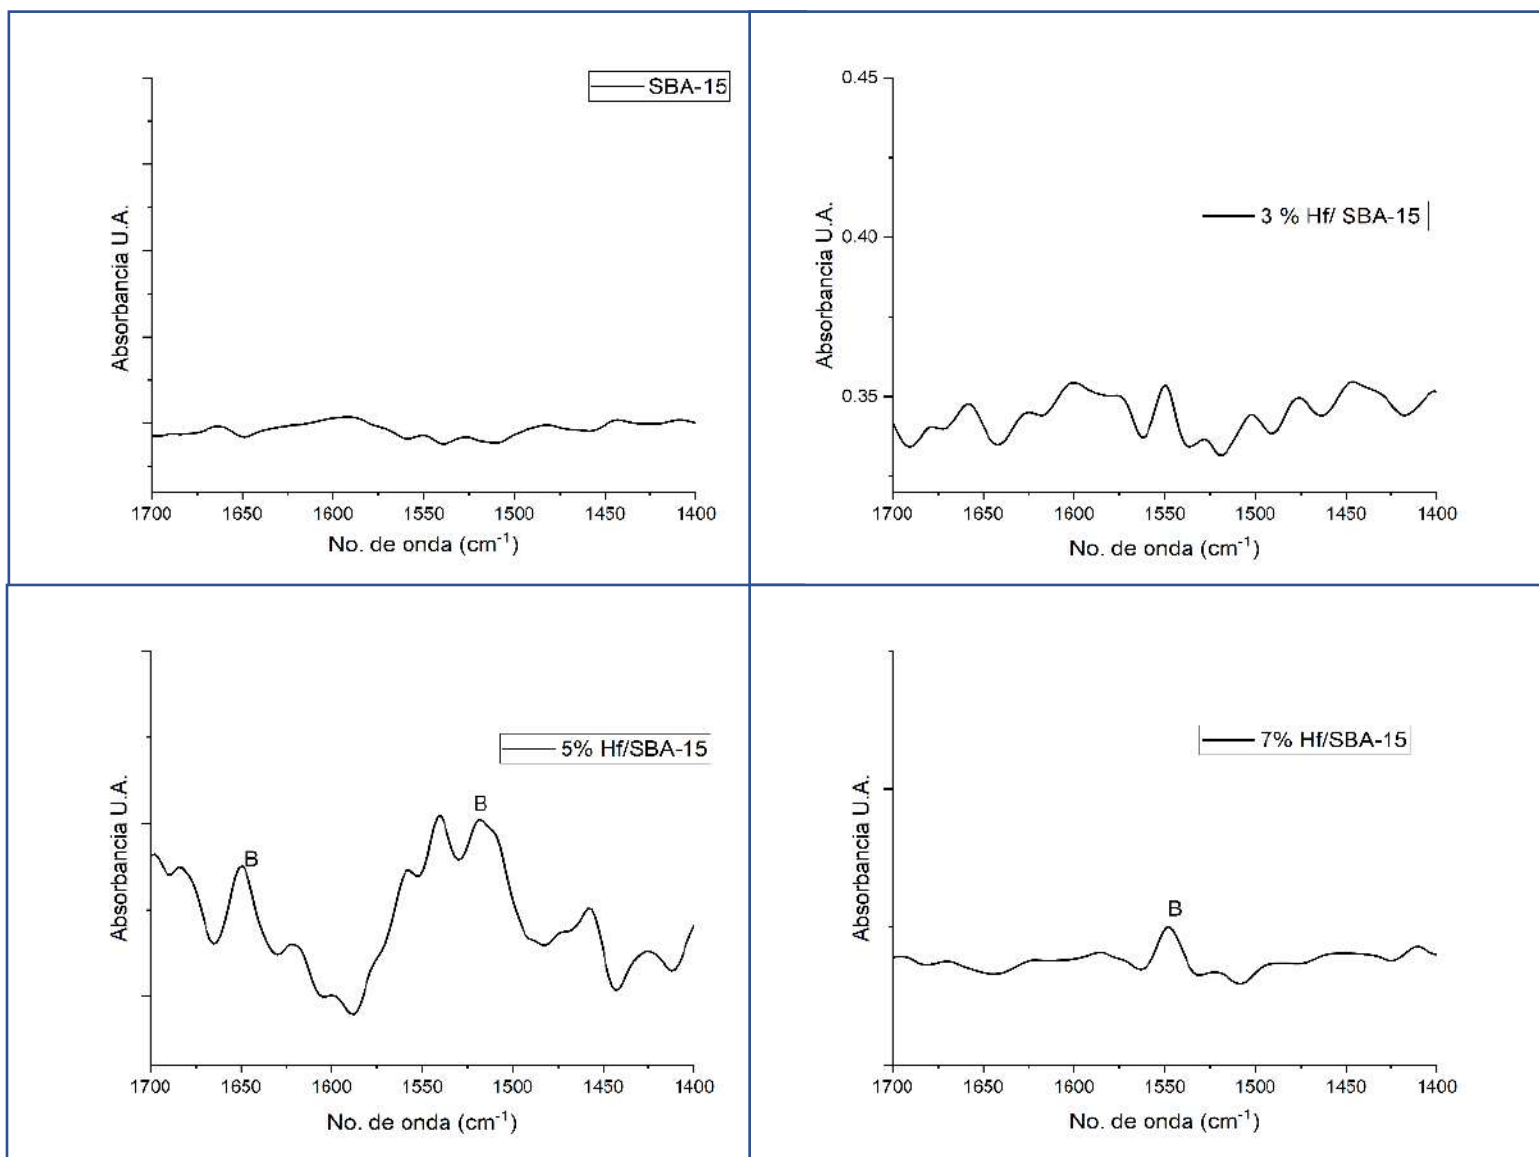 SBA-15
Absorbancia U.A.
1700 1650 1600 1550 1500 1450 1400
No. de onda (cm⁻¹)
0.45
3 % Hf/ SBA-15
0.40
Absorbancia U.A.
0.35
1700 1650 1600 1550 1500 1450 1400
No. de onda (cm⁻¹)
5% Hf/SBA-15
Absorbancia U.A.
B
B
1700 1650 1600 1550 1500 1450 1400
No. de onda (cm⁻¹)
7% Hf/SBA-15
Absorbancia U.A.
B
1700 1650 1600 1550 1500 1450 1400
No. de onda (cm⁻¹)